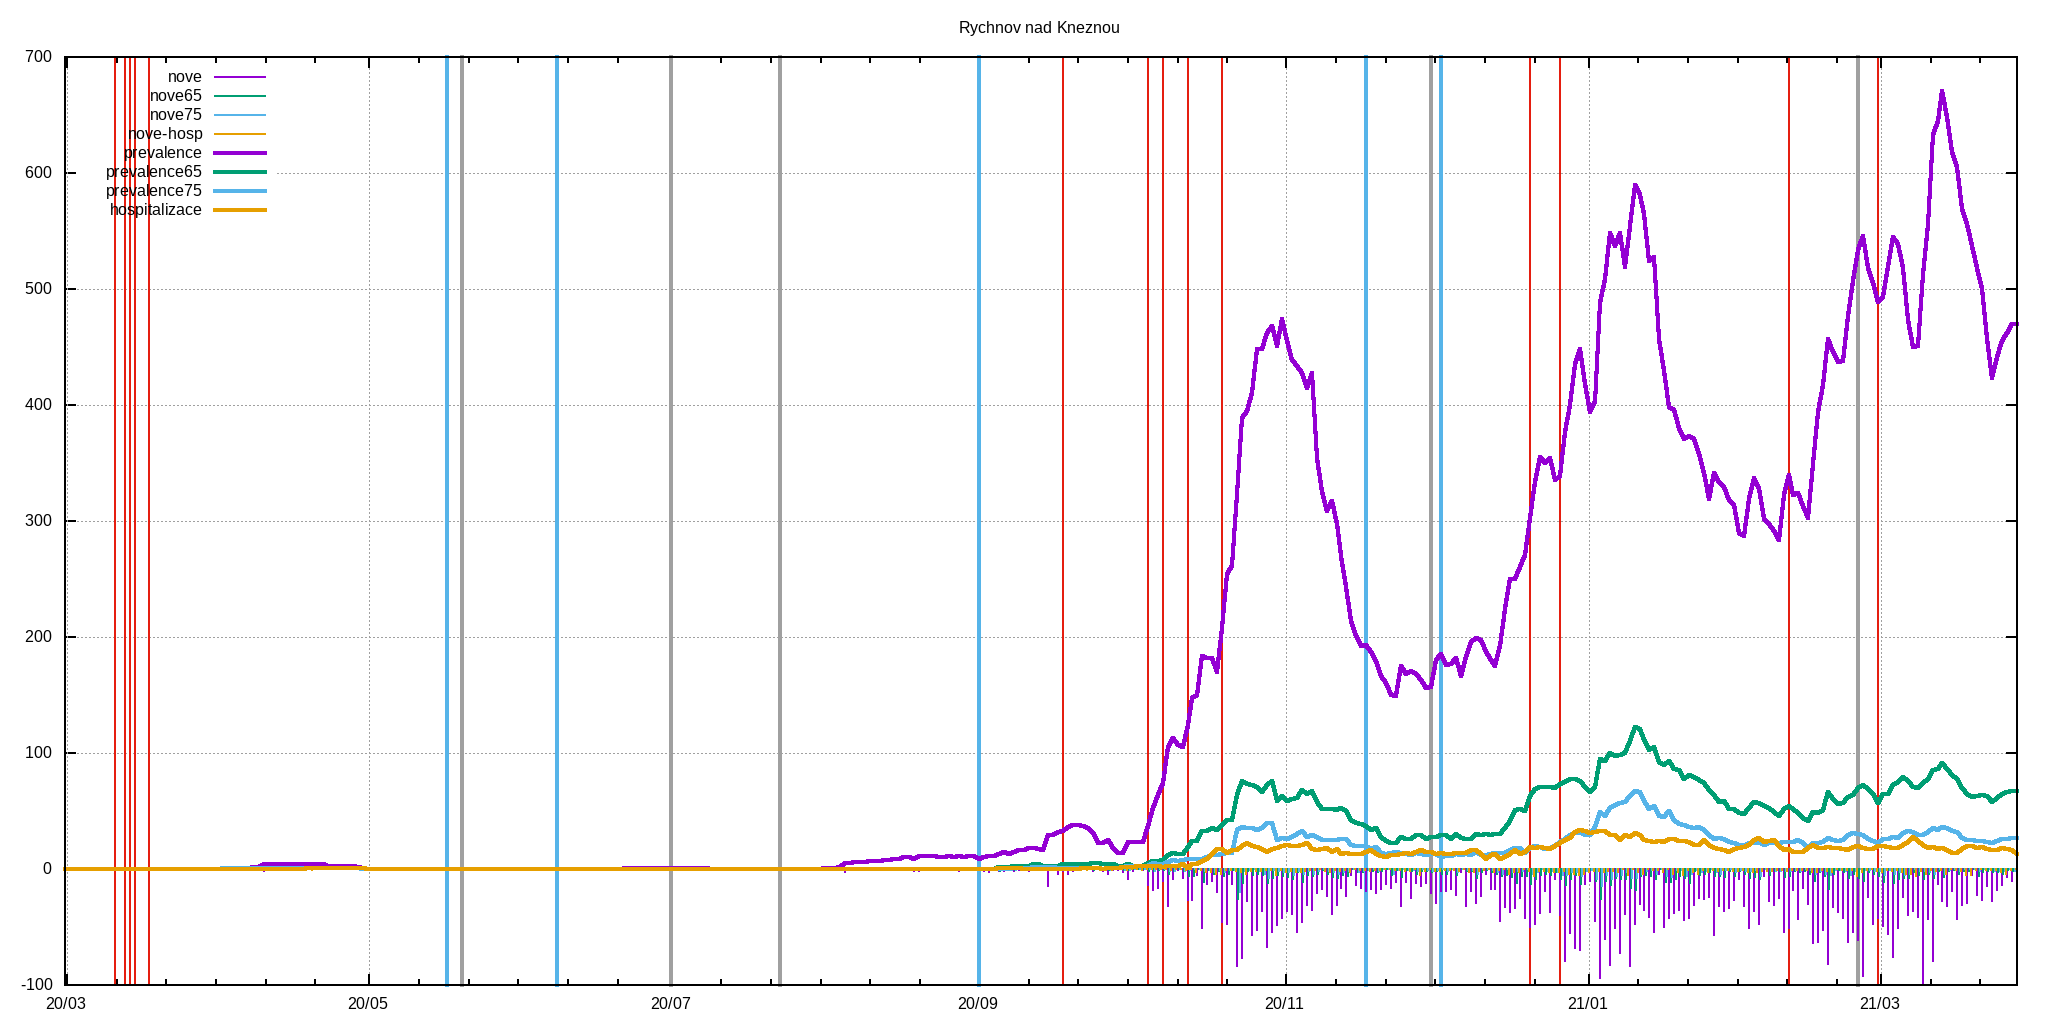 Rychnov nad Kneznou
700
600
500
400
300
200
100
0
-100
nove
nove65
nove75
nove-hosp
prevalence
prevalence65
prevalence75
hospitalizace
20/03
20/05
20/07
20/09
20/11
21/01
21/03